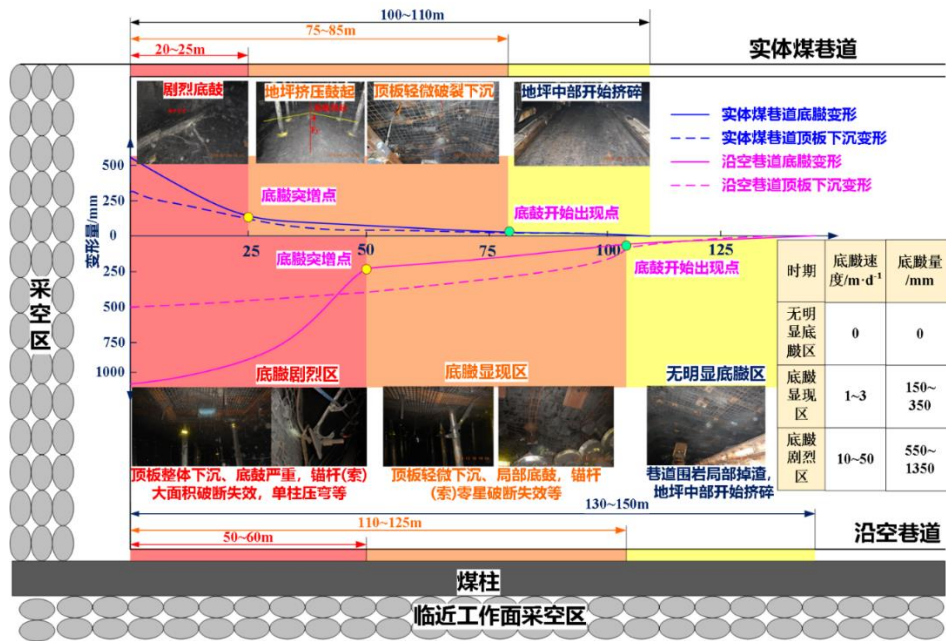 100~110m
75~85m
20~25m
实体煤巷道
剧烈底鼓
地坪挤压鼓起
顶板轻微破裂下沉
地坪中部开始挤碎
实体煤巷道底臌变形
实体煤巷道顶板下沉变形
沿空巷道底臌变形
沿空巷道顶板下沉变形
500
250
0
250
500
750
1000
变形量/mm
底臌突增点
底鼓开始出现点
25
50
75
100
125
底臌突增点
底鼓开始出现点
采空区
时期
底臌速度/m·d⁻¹
底臌量/mm
无明显底臌区
0
0
底臌显现区
1~3
150~350
底臌剧烈区
10~50
550~1350
底臌剧烈区
底臌显现区
无明显底臌区
顶板整体下沉、底鼓严重，锚杆(索)
大面积破断失效，单柱压弯等
顶板轻微下沉、局部底鼓，锚杆
(索)零星破断失效等
巷道围岩局部掉渣，
地坪中部开始挤碎
130~150m
110~125m
50~60m
沿空巷道
煤柱
临近工作面采空区